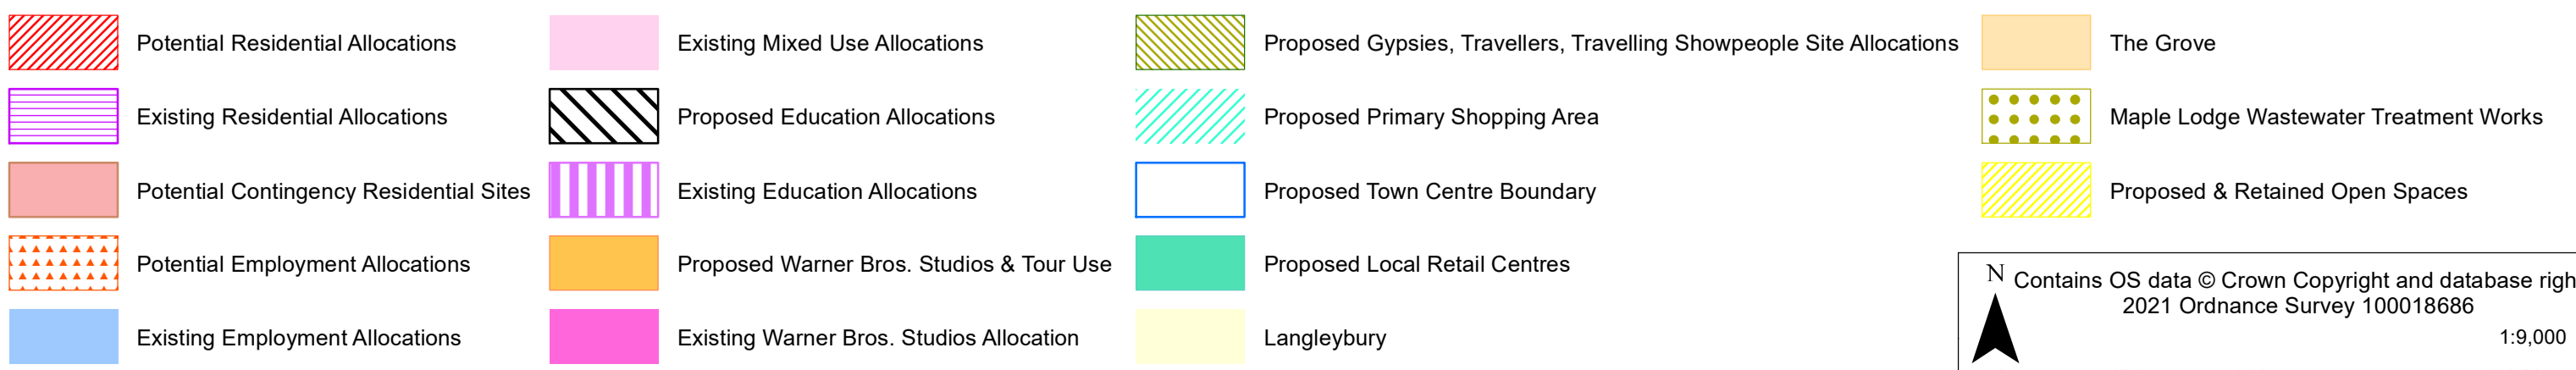 Potential Residential Allocations
Existing Residential Allocations
Potential Contingency Residential Sites
Potential Employment Allocations
Existing Employment Allocations
Existing Mixed Use Allocations
Proposed Education Allocations
Existing Education Allocations
Proposed Warner Bros. Studios & Tour Use
Existing Warner Bros. Studios Allocation
Proposed Gypsies, Travellers, Travelling Showpeople Site Allocations
Proposed Primary Shopping Area
Proposed Town Centre Boundary
Proposed Local Retail Centres
Langleybury
The Grove
Maple Lodge Wastewater Treatment Works
Proposed & Retained Open Spaces
N
Contains OS data © Crown Copyright and database righ
2021 Ordnance Survey 100018686
1:9,000